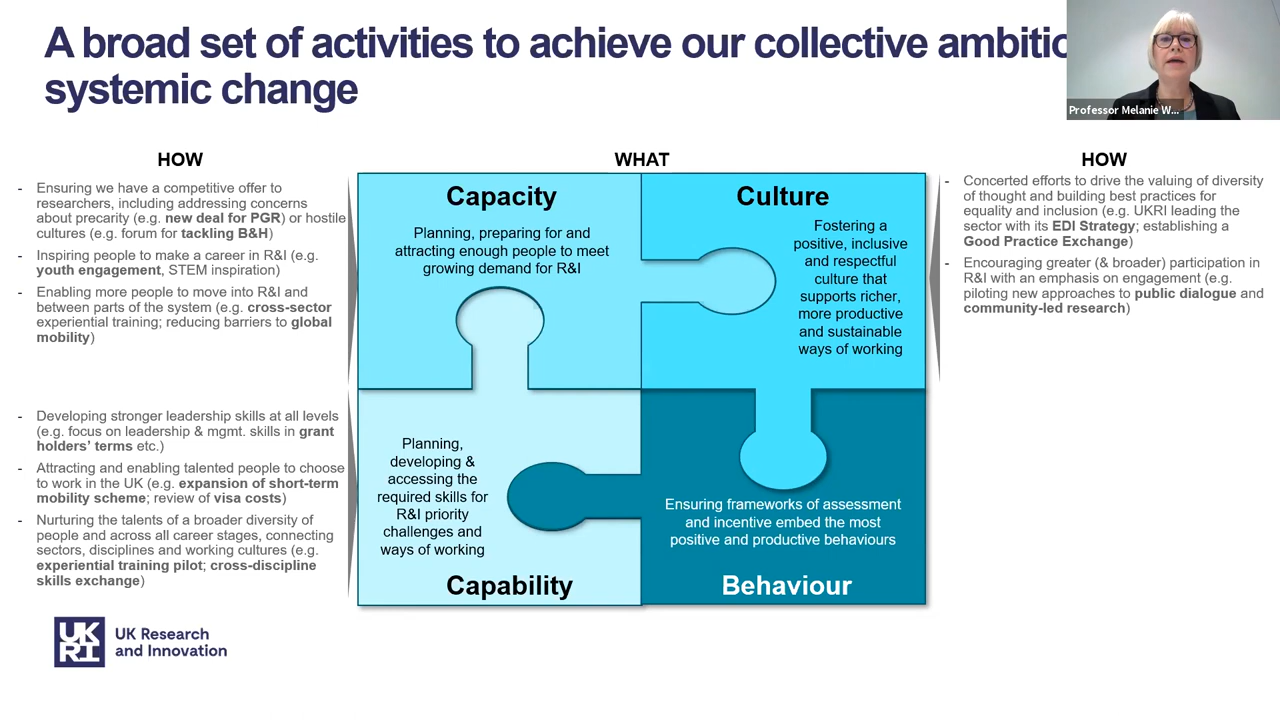 A broad set of activities to achieve our collective
systemic change
Professor Melanie W...
HOW
- Ensuring we have a competitive offer to
researchers, including addressing concerns
about precarity (e.g. new deal for PGR) or hostile
cultures (e.g. forum for tackling B&H)
- Inspiring people to make a career in R&I (e.g.
youth engagement, STEM inspiration)
- Enabling more people to move into R&I and
between parts of the system (e.g. cross-sector
experiential training; reducing barriers to global
mobility)
- Developing stronger leadership skills at all levels
(e.g. focus on leadership & mgmt. skills in grant
holders' terms etc.)
- Attracting and enabling talented people to choose
to work in the UK (e.g. expansion of short-term
mobility scheme; review of visa costs)
- Nurturing the talents of a broader diversity of
people and across all career stages, connecting
sectors, disciplines and working cultures (e.g.
experiential training pilot; cross-discipline
skills exchange)
WHAT
Capacity
Planning, preparing for and
attracting enough people to meet
growing demand for R&I
Culture
Fostering a
positive, inclusive
and respectful
culture that
supports richer,
more productive
and sustainable
ways of working
Planning,
developing &
accessing the
required skills for
R&I priority
challenges and
ways of working
Capability
Ensuring frameworks of assessment
and incentive embed the most
positive and productive behaviours
Behaviour
HOW
- Concerted efforts to drive the valuing of diversity
of thought and building best practices for
equality and inclusion (e.g. UKRI leading the
sector with its EDI Strategy; establishing a
Good Practice Exchange)
- Encouraging greater (& broader) participation in
R&I with an emphasis on engagement (e.g.
piloting new approaches to public dialogue and
community-led research)
UK
RI
UK Research
and Innovation